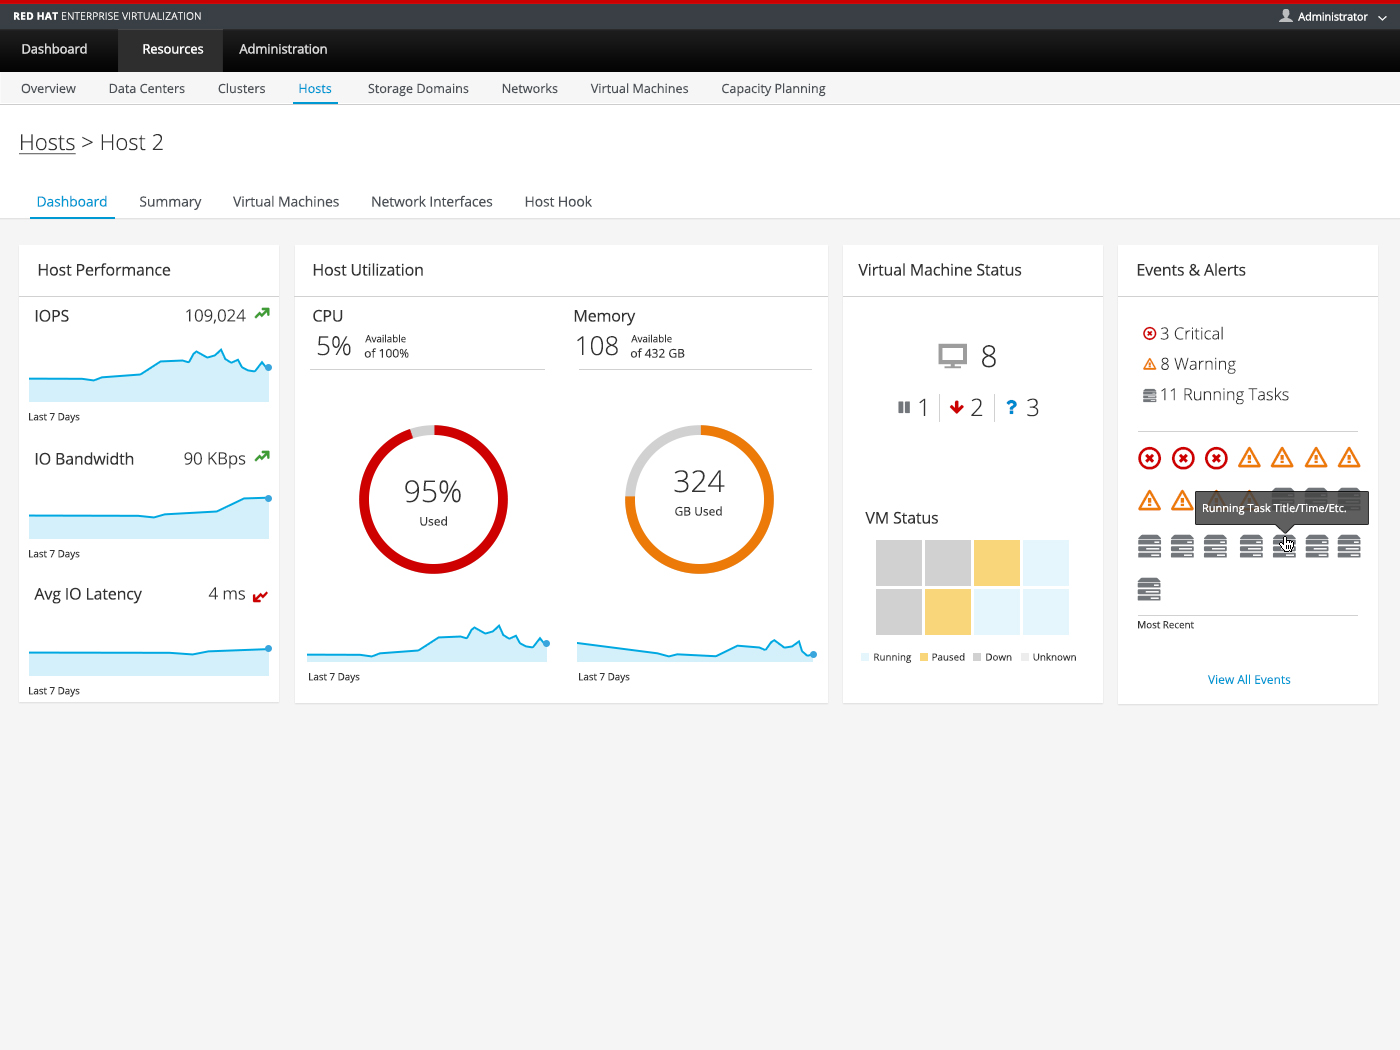 RED HAT ENTERPRISE VIRTUALIZATION
Administrator
Dashboard Resources Administration
Overview Data Centers Clusters Hosts Storage Domains Networks Virtual Machines Capacity Planning
Hosts > Host 2
Dashboard Summary Virtual Machines Network Interfaces Host Hook
Host Performance
IOPS 109,024
Last 7 Days
IO Bandwidth 90 KBps
Last 7 Days
Avg IO Latency 4 ms
Last 7 Days
Host Utilization
CPU
5% Available of 100%
95%
Used
Last 7 Days
Memory
108 Available of 432 GB
324
GB Used
Last 7 Days
Virtual Machine Status
8
1 2 ? 3
VM Status
Running Paused Down Unknown
Events & Alerts
3 Critical
8 Warning
11 Running Tasks
Running Task Title/Time/Etc.
Most Recent
View All Events